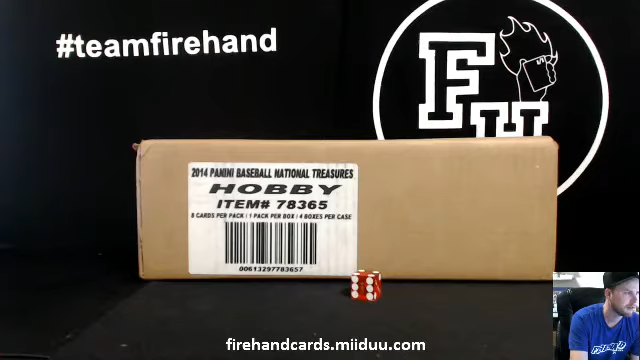 #teamfirehand
FH
2014 PANINI BASEBALL NATIONAL TREASURES
HOBBY
ITEM# 78365
8 CARDS PER PACK / 1 PACK PER BOX / 4 BOXES PER CASE
00613297783657
firehandcards.miiduu.com